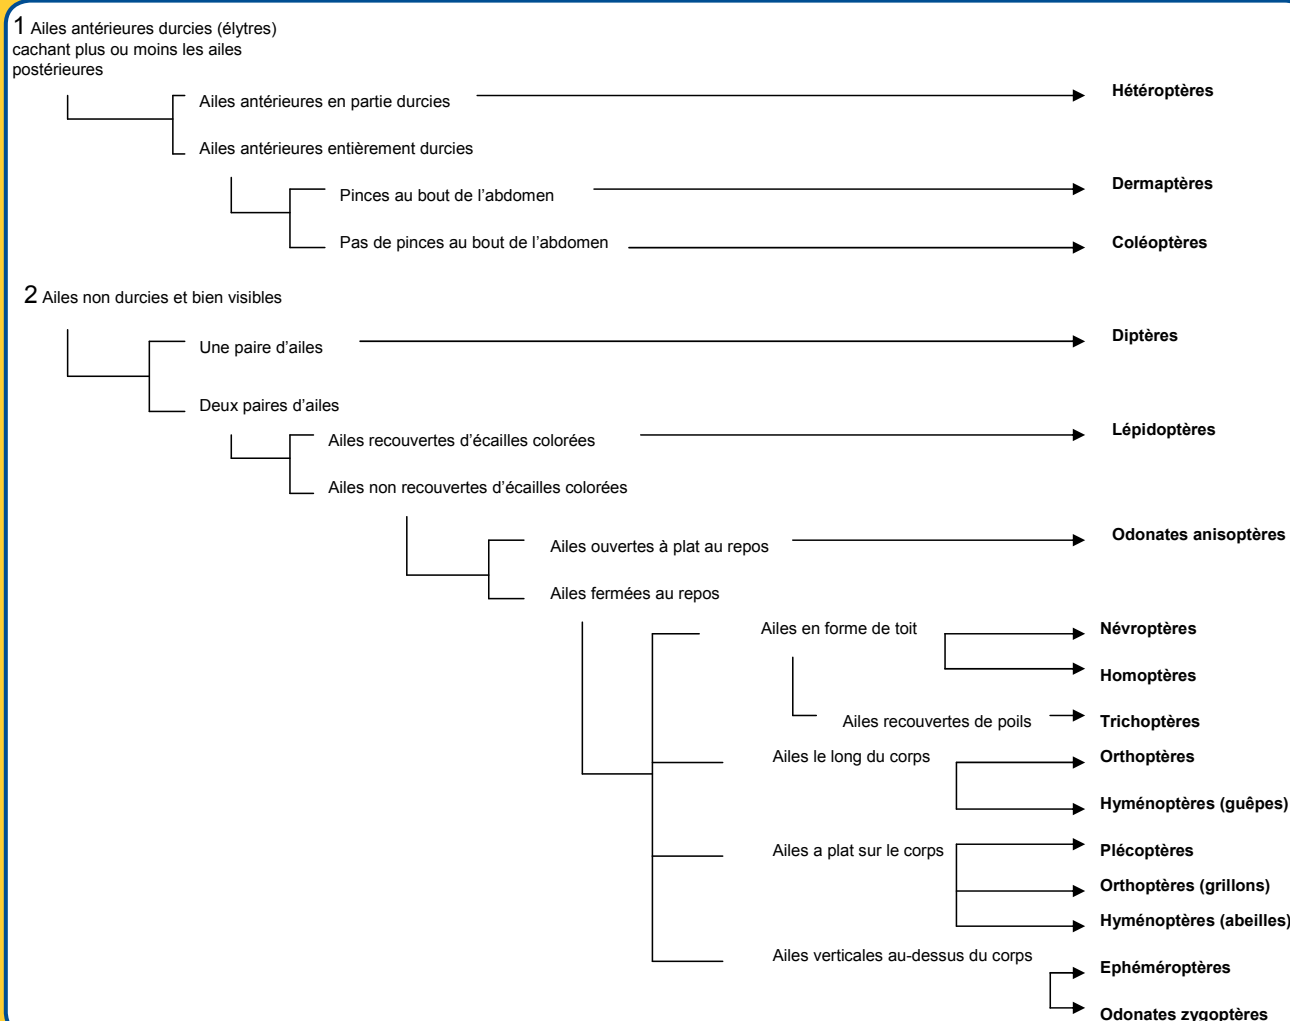 1 Ailes antérieures durcies (élytres)
cachant plus ou moins les ailes
postérieures
Ailes antérieures en partie durcies
Hétéroptères
Ailes antérieures entièrement durcies
Pinces au bout de l’abdomen
Dermaptères
Pas de pinces au bout de l’abdomen
Coléoptères
2 Ailes non durcies et bien visibles
Une paire d’ailes
Diptères
Deux paires d’ailes
Ailes recouvertes d’écailles colorées
Lépidoptères
Ailes non recouvertes d’écailles colorées
Ailes ouvertes à plat au repos
Odonates anisoptères
Ailes fermées au repos
Ailes en forme de toit
Névroptères
Homoptères
Ailes recouvertes de poils
Trichoptères
Ailes le long du corps
Orthoptères
Hyménoptères (guêpes)
Ailes a plat sur le corps
Plécoptères
Orthoptères (grillons)
Hyménoptères (abeilles)
Ailes verticales au-dessus du corps
Ephéméroptères
Odonates zygoptères